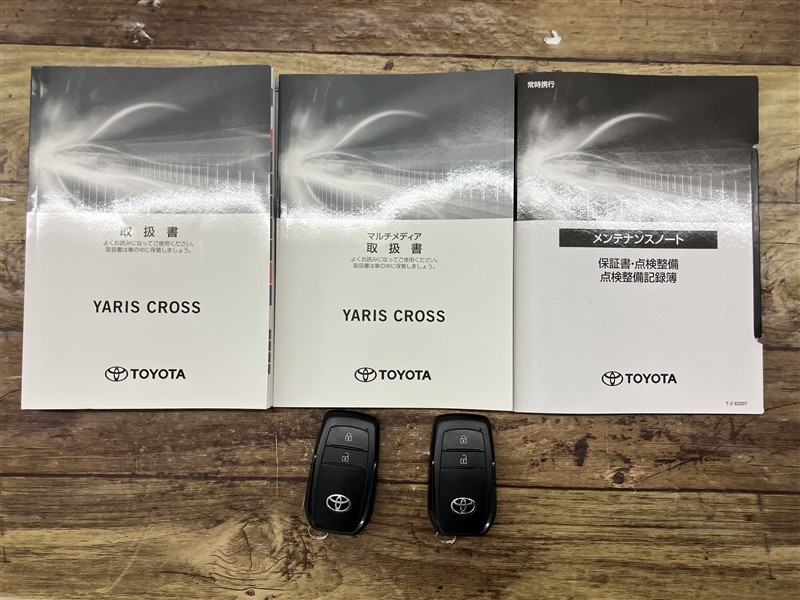 取扱書
よくお読みになってご使用ください。
取扱書は車の中に保管しましょう。
YARIS CROSS
TOYOTA
マルチメディア
取扱書
よくお読みになってご使用ください。
取扱書は車の中に保管しましょう。
YARIS CROSS
TOYOTA
常時携行
メンテナンスノート
保証書・点検整備
点検整備記録簿
TOYOTA
T-J 62207